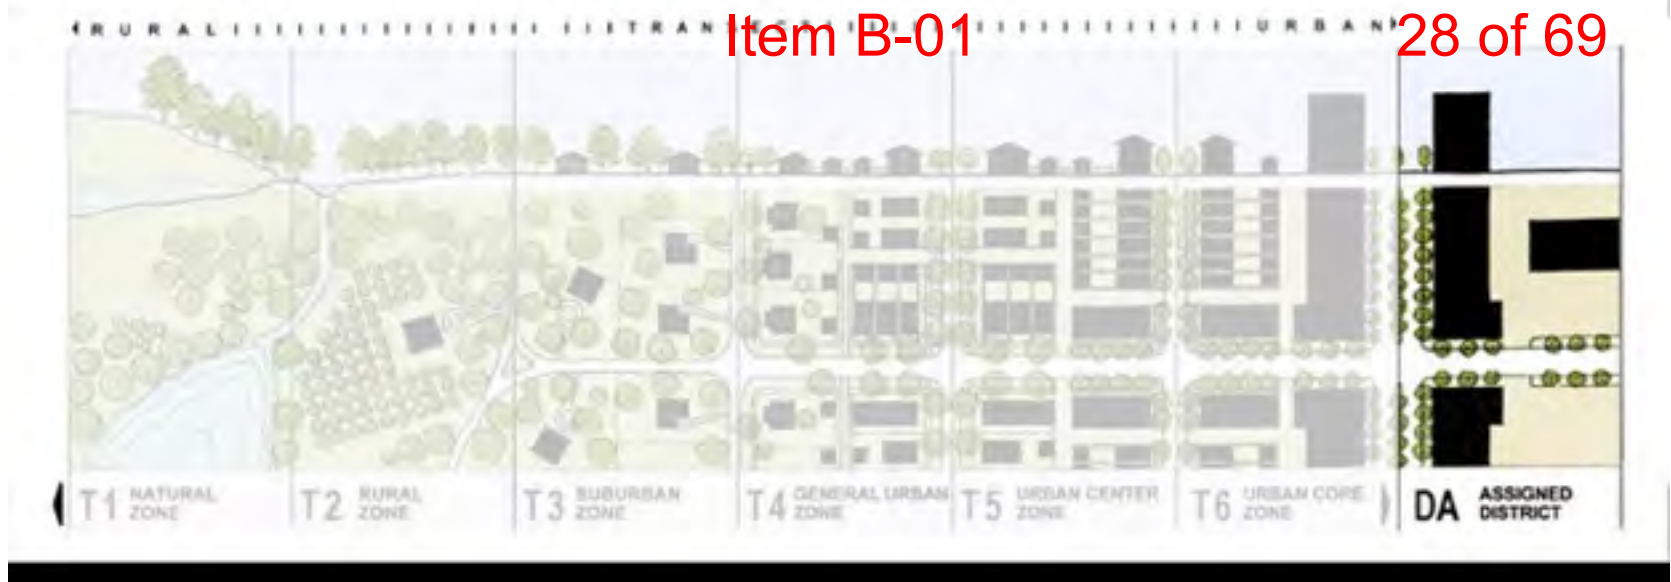 RURAL TRANSECT URBAN
Item B-01
28 of 69
T1 NATURAL ZONE
T2 RURAL ZONE
T3 SUBURBAN ZONE
T4 GENERAL URBAN ZONE
T5 URBAN CENTER ZONE
T6 URBAN CORE ZONE
DA ASSIGNED DISTRICT